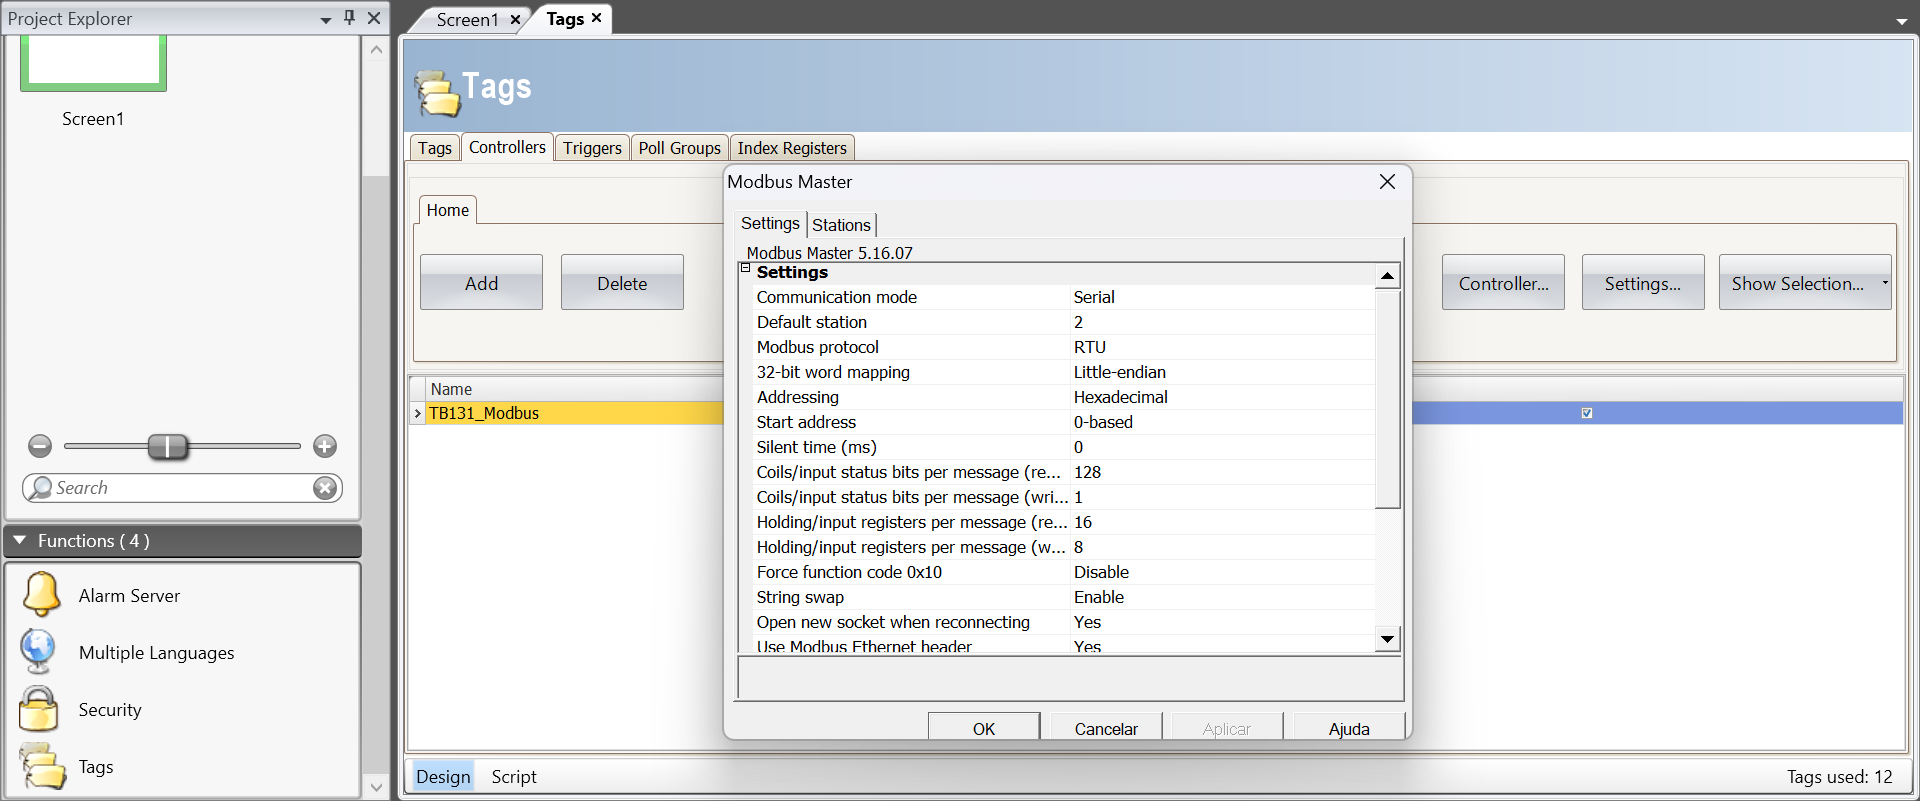 Project Explorer
Screen1
Search
Functions ( 4 )
Alarm Server
Multiple Languages
Security
Tags
Screen1
Tags
Tags
Tags
Controllers
Triggers
Poll Groups
Index Registers
Home
Add
Delete
Controller...
Settings...
Show Selection...
Name
TB131_Modbus
Modbus Master
Settings
Stations
Modbus Master 5.16.07
Settings
Communication mode Serial
Default station 2
Modbus protocol RTU
32-bit word mapping Little-endian
Addressing Hexadecimal
Start address 0-based
Silent time (ms) 0
Coils/input status bits per message (re... 128
Coils/input status bits per message (wri... 1
Holding/input registers per message (re... 16
Holding/input registers per message (w... 8
Force function code 0x10 Disable
String swap Enable
Open new socket when reconnecting Yes
Use Modbus Ethernet header Yes
OK
Cancelar
Aplicar
Ajuda
Design
Script
Tags used: 12